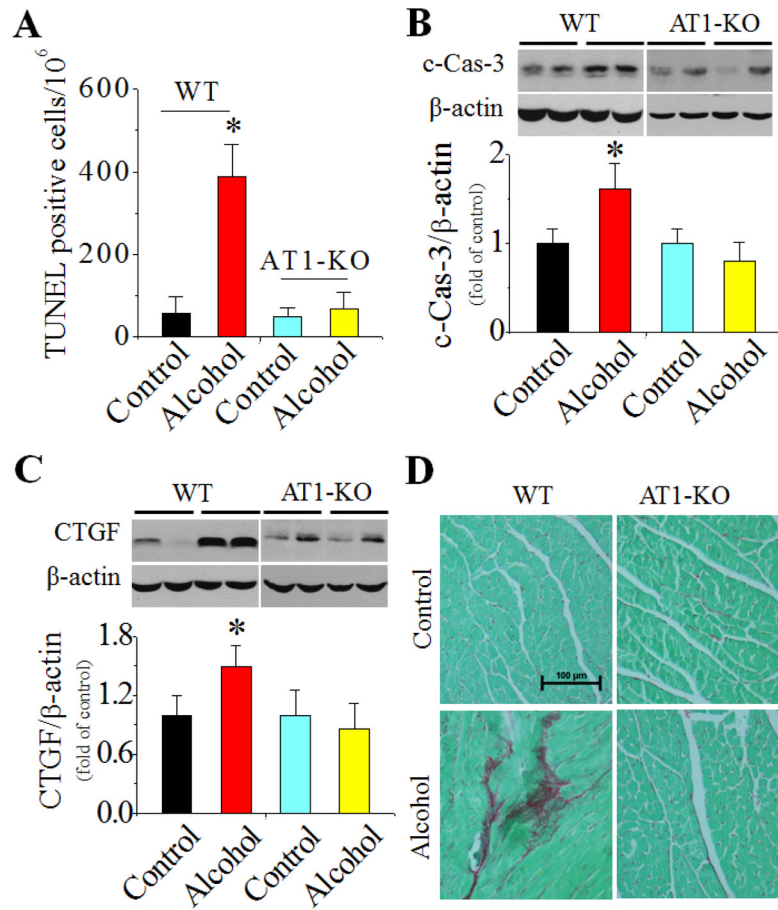 A
TUNEL positive cells/10⁶
600
400
200
0
WT
*
AT1-KO
Control
Alcohol
Control
Alcohol
B
WT
AT1-KO
c-Cas-3
β-actin
c-Cas-3/β-actin
(fold of control)
2
1
0
*
Control
Alcohol
Control
Alcohol
C
WT
AT1-KO
CTGF
β-actin
CTGF/β-actin
(fold of control)
1.8
1.2
0.6
0.0
*
Control
Alcohol
Control
Alcohol
D
WT
AT1-KO
Control
100 µm
Alcohol